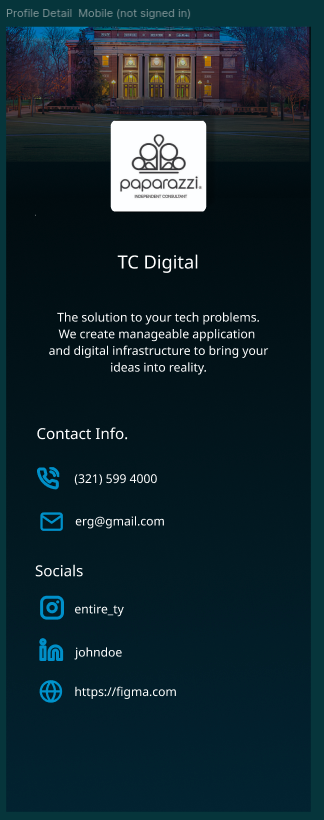 Profile Detail  Mobile (not signed in)
paparazzi.
INDEPENDENT CONSULTANT
TC Digital
The solution to your tech problems.
We create manageable application
and digital infrastructure to bring your
ideas into reality.
Contact Info.
(321) 599 4000
erg@gmail.com
Socials
entire_ty
johndoe
https://figma.com